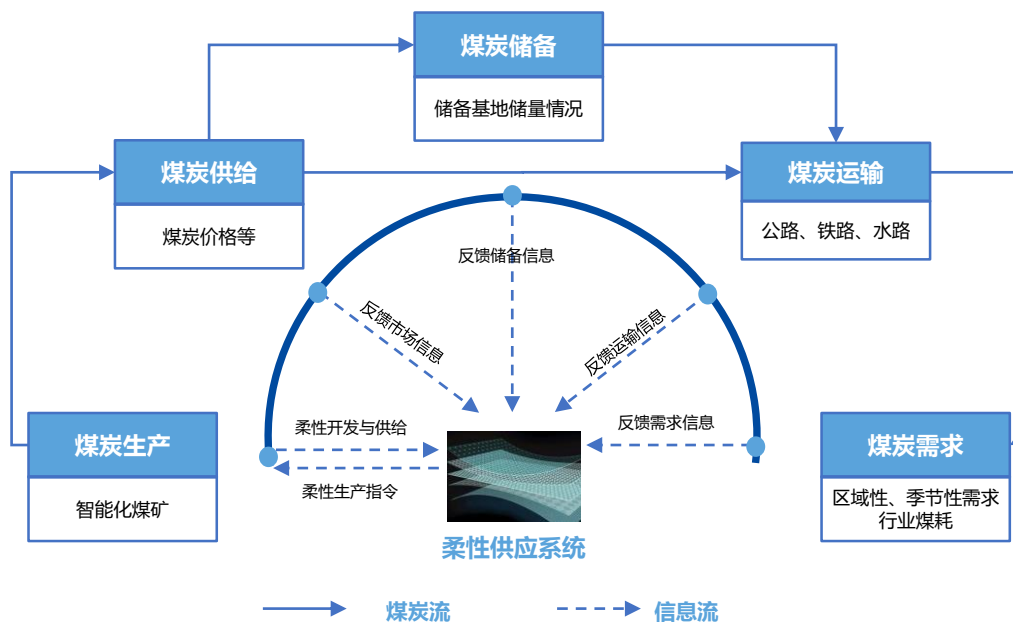 煤炭储备
储备基地储量情况
煤炭供给
煤炭价格等
煤炭运输
公路、铁路、水路
反馈储备信息
反馈市场信息
反馈运输信息
煤炭生产
智能化煤矿
柔性开发与供给
柔性生产指令
反馈需求信息
煤炭需求
区域性、季节性需求
行业煤耗
柔性供应系统
煤炭流
信息流